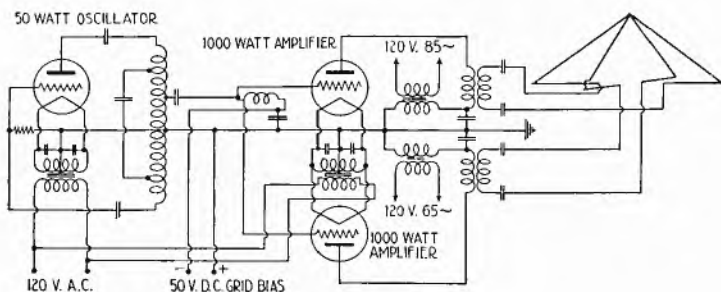 50 WATT OSCILLATOR
1000 WATT AMPLIFIER
120 V. 85~
120 V. 65~
1000 WATT
AMPLIFIER
120 V. A.C.
- +
50 V. D.C. GRID BIAS